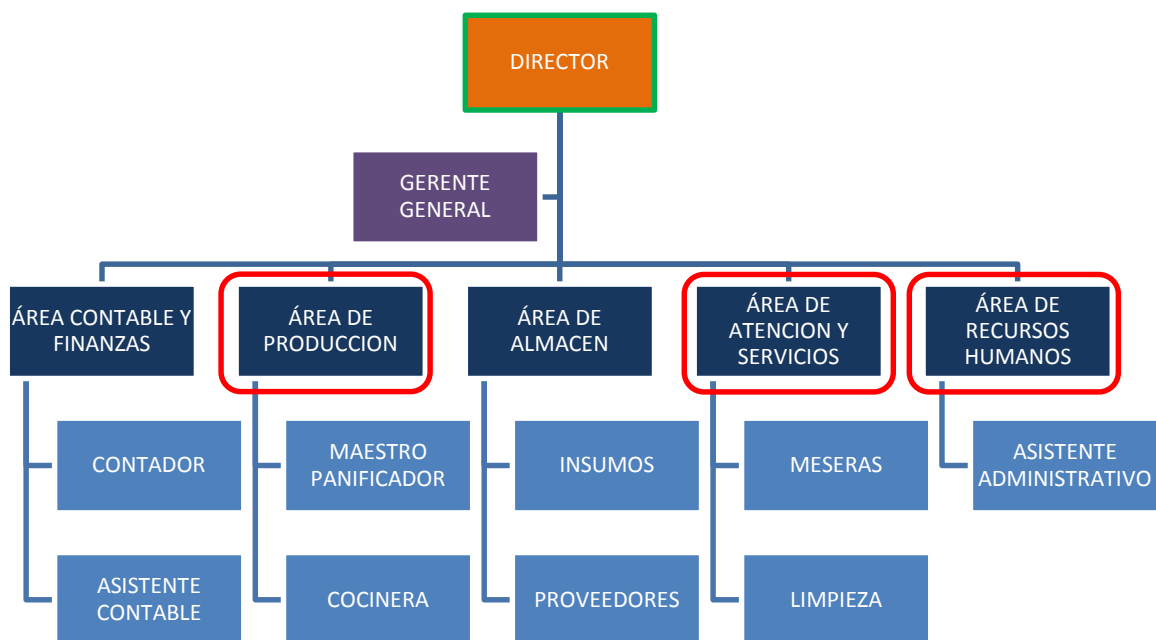 DIRECTOR
GERENTE
GENERAL
ÁREA CONTABLE Y
FINANZAS
ÁREA DE
PRODUCCION
ÁREA DE
ALMACEN
ÁREA DE
ATENCION Y
SERVICIOS
ÁREA DE
RECURSOS
HUMANOS
CONTADOR
MAESTRO
PANIFICADOR
INSUMOS
MESERAS
ASISTENTE
ADMINISTRATIVO
ASISTENTE
CONTABLE
COCINERA
PROVEEDORES
LIMPIEZA